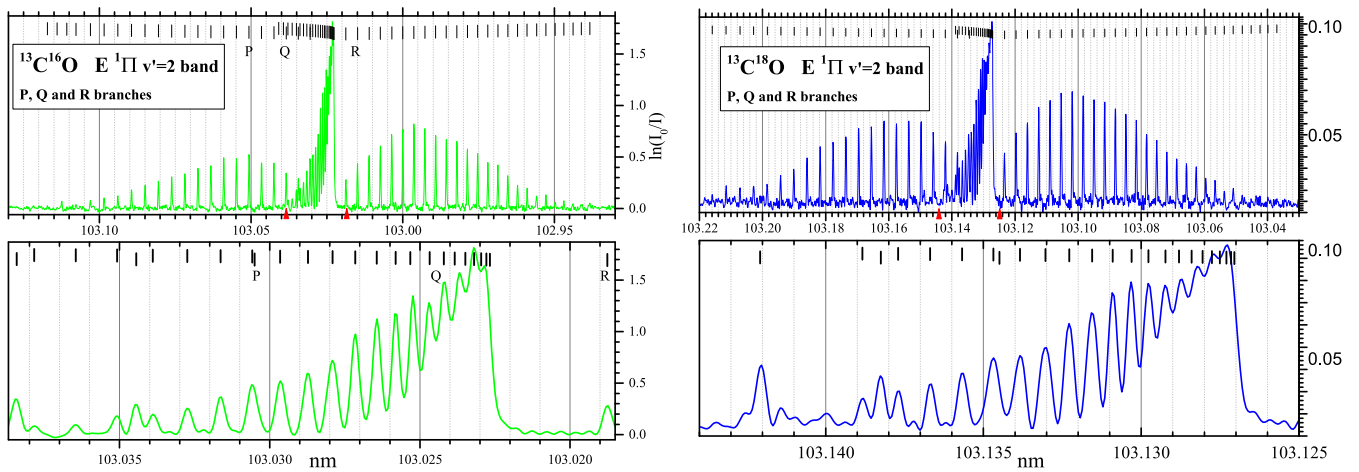 ¹³C¹⁶O E ¹Π v'=2 band
P, Q and R branches
P Q R
1.5
1.0
0.5
0.0
ln(I₀/I)
103.10 103.05 103.00 102.95
¹³C¹⁸O E ¹Π v'=2 band
P, Q and R branches
0.10
0.05
103.22 103.20 103.18 103.16 103.14 103.12 103.10 103.08 103.06 103.04
P Q R
1.5
1.0
0.5
0.0
103.035 103.030 103.025 103.020
nm
0.10
0.05
103.140 103.135 103.130 103.125
nm